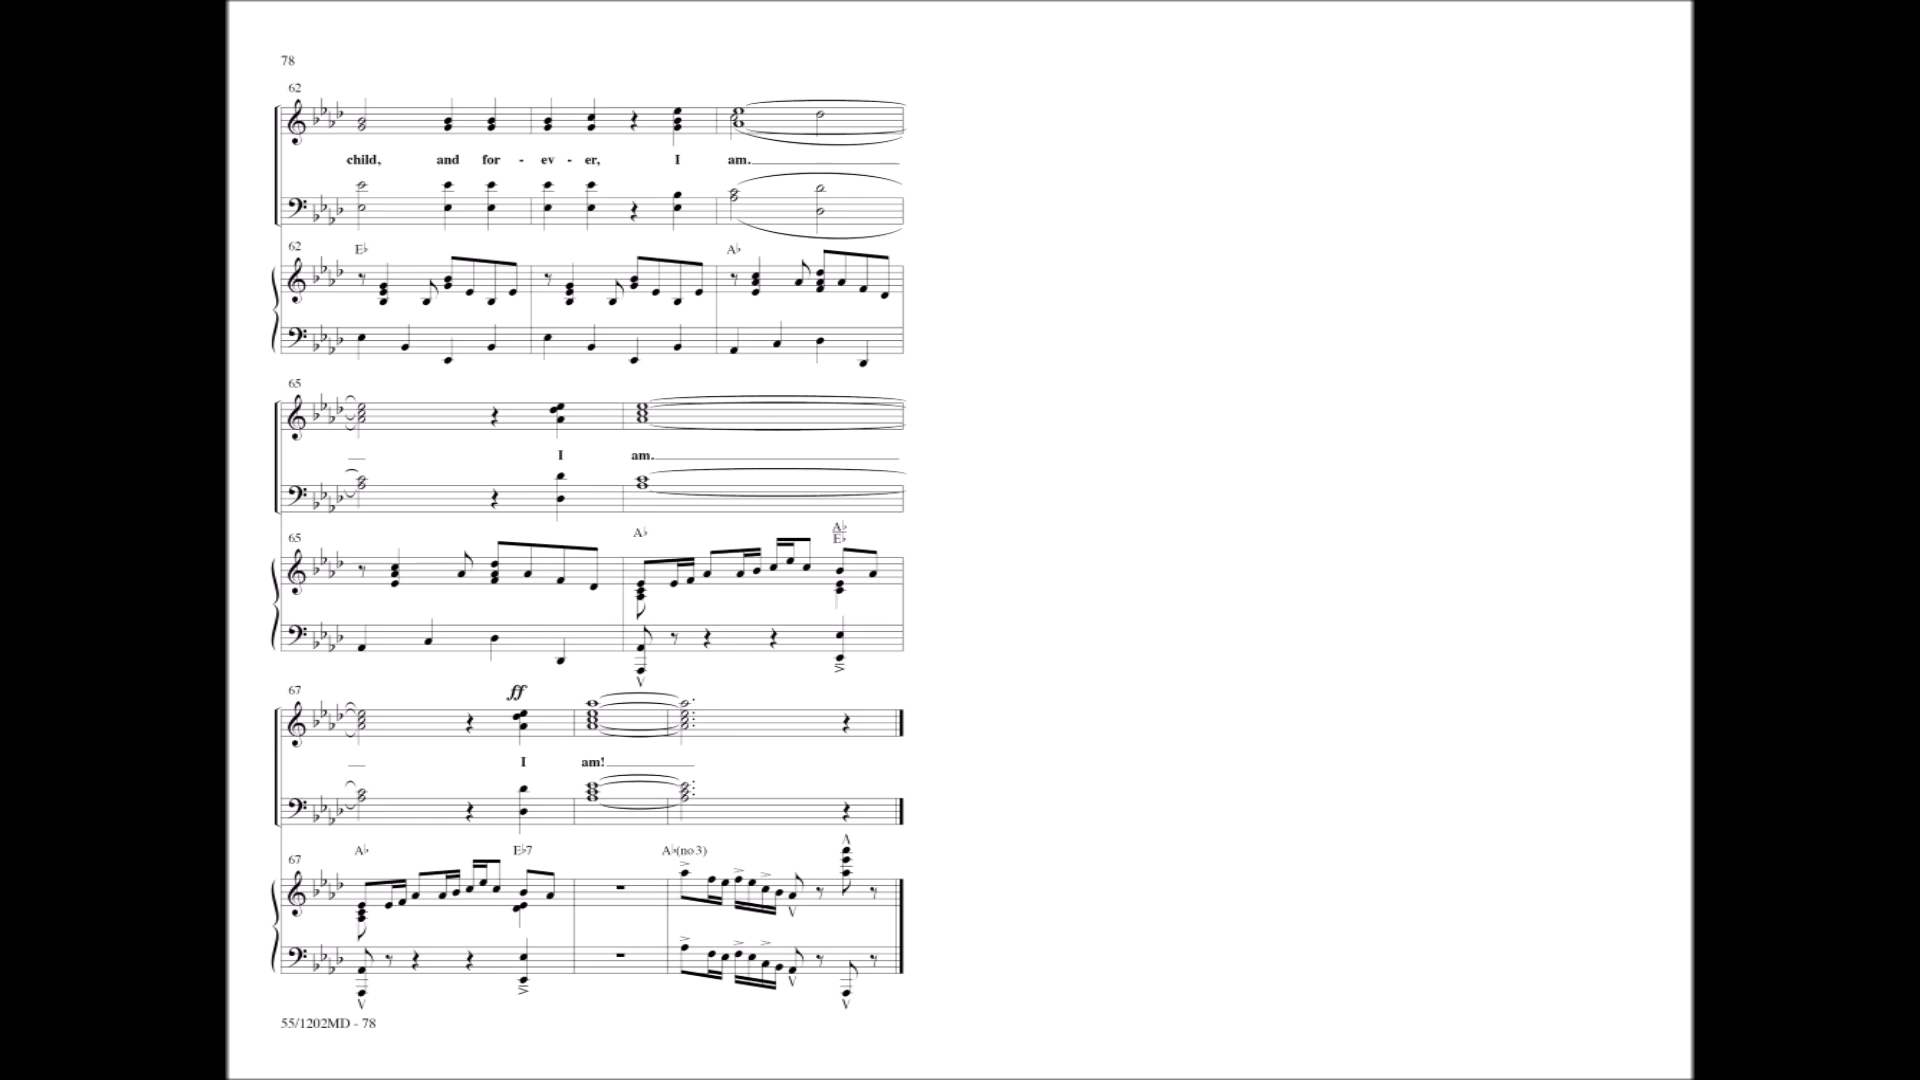 78
62
child, and for - ev - er, I am.
62
E♭ A♭
65
I am.
65
A♭ A♭
E♭
67
ff
I am!
67
A♭ E♭7 A♭(no 3)
55/1202MD - 78